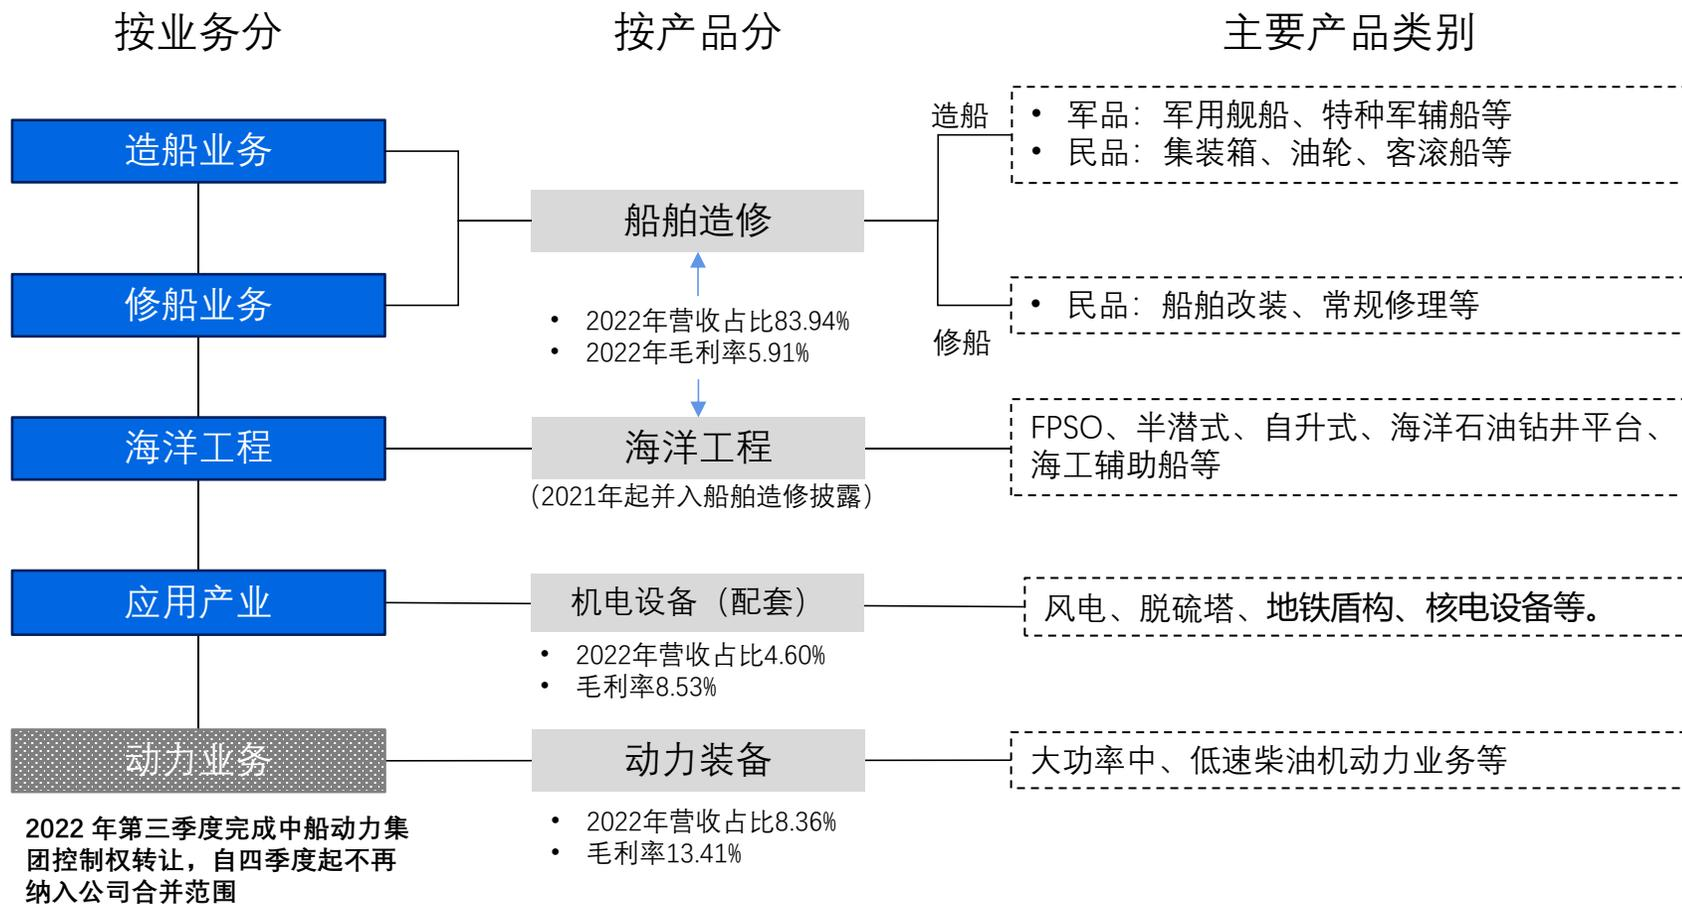 按业务分
按产品分
主要产品类别
造船业务
修船业务
海洋工程
应用产业
动力业务
2022 年第三季度完成中船动力集
团控制权转让，自四季度起不再
纳入公司合并范围
船舶造修
• 2022年营收占比83.94%
• 2022年毛利率5.91%
海洋工程
（2021年起并入船舶造修披露）
机电设备（配套）
• 2022年营收占比4.60%
• 毛利率8.53%
动力装备
• 2022年营收占比8.36%
• 毛利率13.41%
造船
• 军品：军用舰船、特种军辅船等
• 民品：集装箱、油轮、客滚船等
• 民品：船舶改装、常规修理等
修船
FPSO、半潜式、自升式、海洋石油钻井平台、
海工辅助船等
风电、脱硫塔、地铁盾构、核电设备等。
大功率中、低速柴油机动力业务等